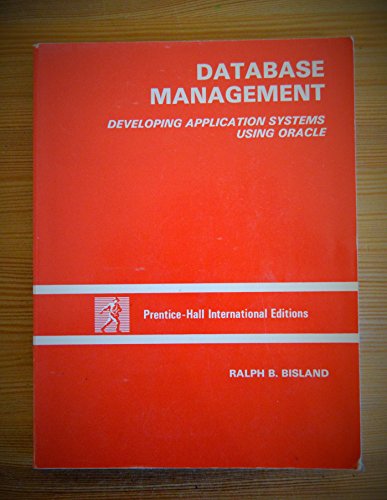 DATABASE
MANAGEMENT
DEVELOPING APPLICATION SYSTEMS
USING ORACLE
Prentice-Hall International Editions
RALPH B. BISLAND